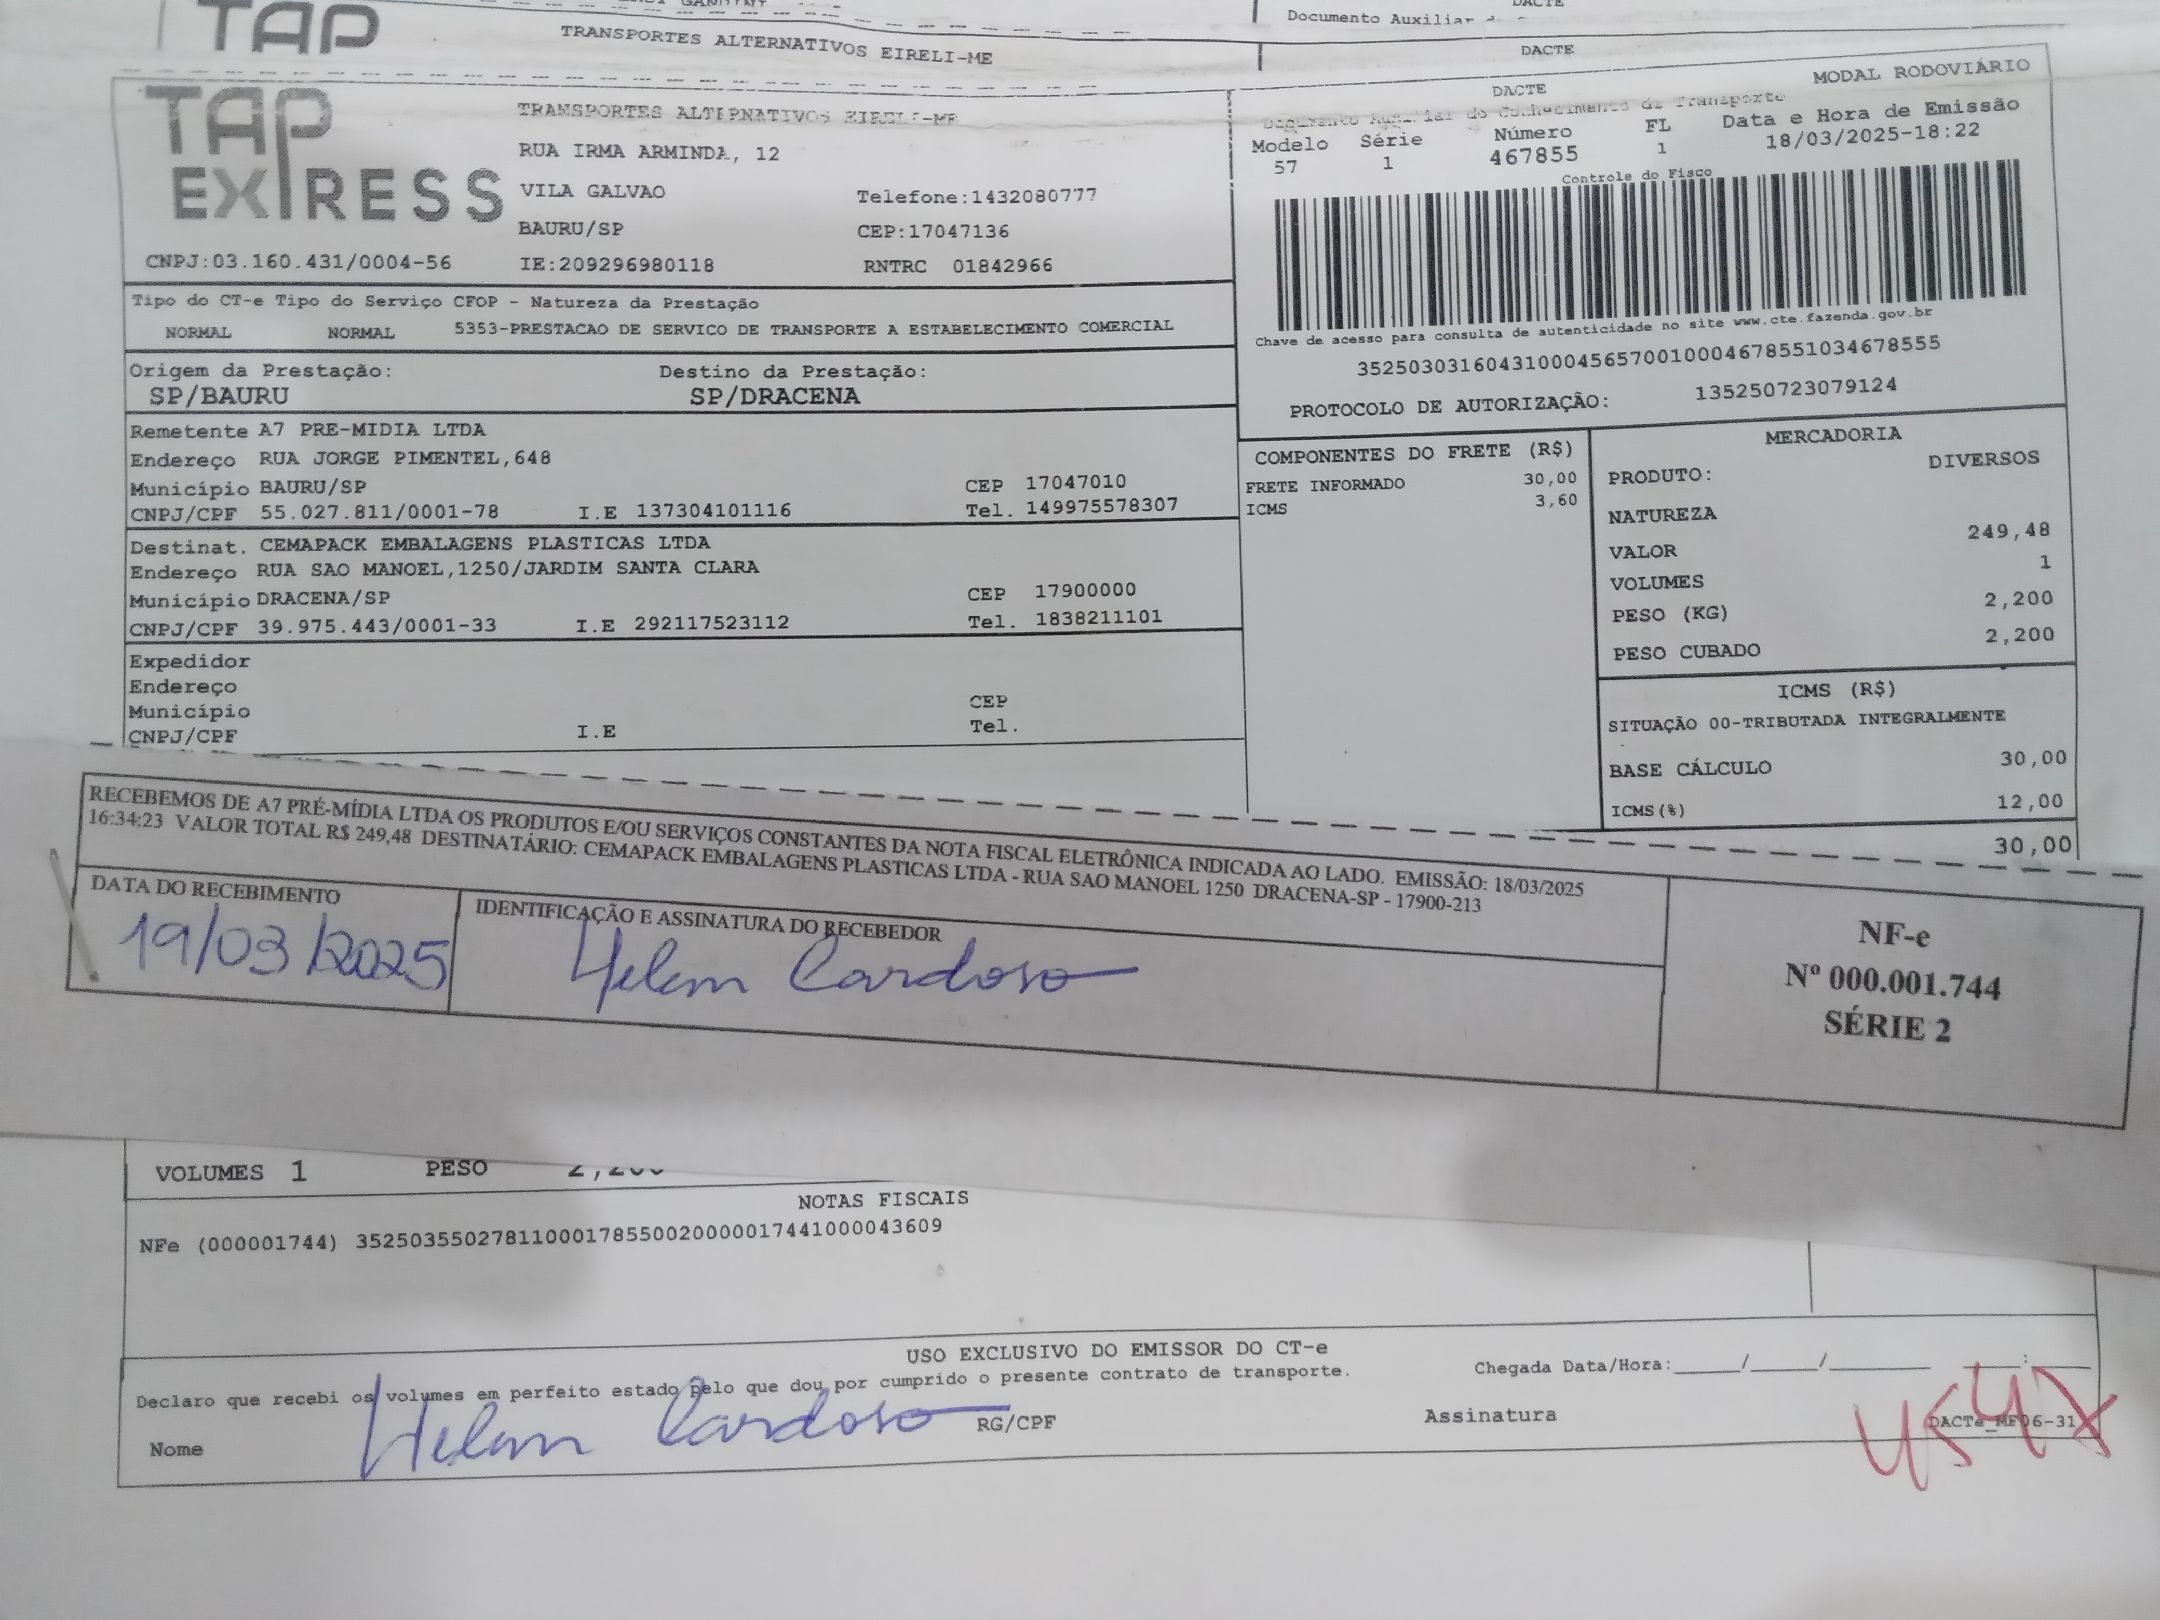 TAP
TRANSPORTES ALTERNATIVOS EIRELI-ME
DACTE
Documento Auxiliar
DACTE
TAP EXPRESS
TRANSPORTES ALTERNATIVOS EIRELI-ME
RUA IRMA ARMINDA, 12
VILA GALVAO Telefone:1432080777
BAURU/SP CEP:17047136
CNPJ:03.160.431/0004-56 IE:209296980118 RNTRC 01842966
DACTE MODAL RODOVIÁRIO
Documento Auxiliar do Conhecimento de Transporte
Modelo Série Número FL Data e Hora de Emissão
57 1 467855 1 18/03/2025-18:22
Controle do Fisco
Chave de acesso para consulta de autenticidade no site www.cte.fazenda.gov.br
35250303160431000456570010004678551034678555
PROTOCOLO DE AUTORIZAÇÃO: 135250723079124
Tipo do CT-e Tipo do Serviço CFOP - Natureza da Prestação
NORMAL NORMAL 5353-PRESTACAO DE SERVICO DE TRANSPORTE A ESTABELECIMENTO COMERCIAL
Origem da Prestação: Destino da Prestação:
SP/BAURU SP/DRACENA
Remetente A7 PRE-MIDIA LTDA
Endereço RUA JORGE PIMENTEL,648
Município BAURU/SP CEP 17047010
CNPJ/CPF 55.027.811/0001-78 I.E 137304101116 Tel. 149975578307
Destinat. CEMAPACK EMBALAGENS PLASTICAS LTDA
Endereço RUA SAO MANOEL,1250/JARDIM SANTA CLARA
Município DRACENA/SP CEP 17900000
CNPJ/CPF 39.975.443/0001-33 I.E 292117523112 Tel. 1838211101
Expedidor
Endereço
Município CEP
CNPJ/CPF I.E Tel.
COMPONENTES DO FRETE (R$)
FRETE INFORMADO 30,00
ICMS 3,60
MERCADORIA
PRODUTO: DIVERSOS
NATUREZA
VALOR 249,48
VOLUMES 1
PESO (KG) 2,200
PESO CUBADO 2,200
ICMS (R$)
SITUAÇÃO 00-TRIBUTADA INTEGRALMENTE
BASE CÁLCULO 30,00
ICMS(%) 12,00
30,00
RECEBEMOS DE A7 PRÉ-MÍDIA LTDA OS PRODUTOS E/OU SERVIÇOS CONSTANTES DA NOTA FISCAL ELETRÔNICA INDICADA AO LADO. EMISSÃO: 18/03/2025
16:34:23 VALOR TOTAL R$ 249,48 DESTINATÁRIO: CEMAPACK EMBALAGENS PLASTICAS LTDA - RUA SAO MANOEL 1250 DRACENA-SP - 17900-213
DATA DO RECEBIMENTO IDENTIFICAÇÃO E ASSINATURA DO RECEBEDOR
19/03/2025 Helem Cardoso
NF-e
Nº 000.001.744
SÉRIE 2
VOLUMES 1 PESO 2,200
NOTAS FISCAIS
NFe (000001744) 35250355027811000178550020000017441000043609
USO EXCLUSIVO DO EMISSOR DO CT-e
Declaro que recebi os volumes em perfeito estado pelo que dou por cumprido o presente contrato de transporte. Chegada Data/Hora:_____/_____/_______ ___:___
Nome Helem Cardoso RG/CPF Assinatura DACTe_MF06-31